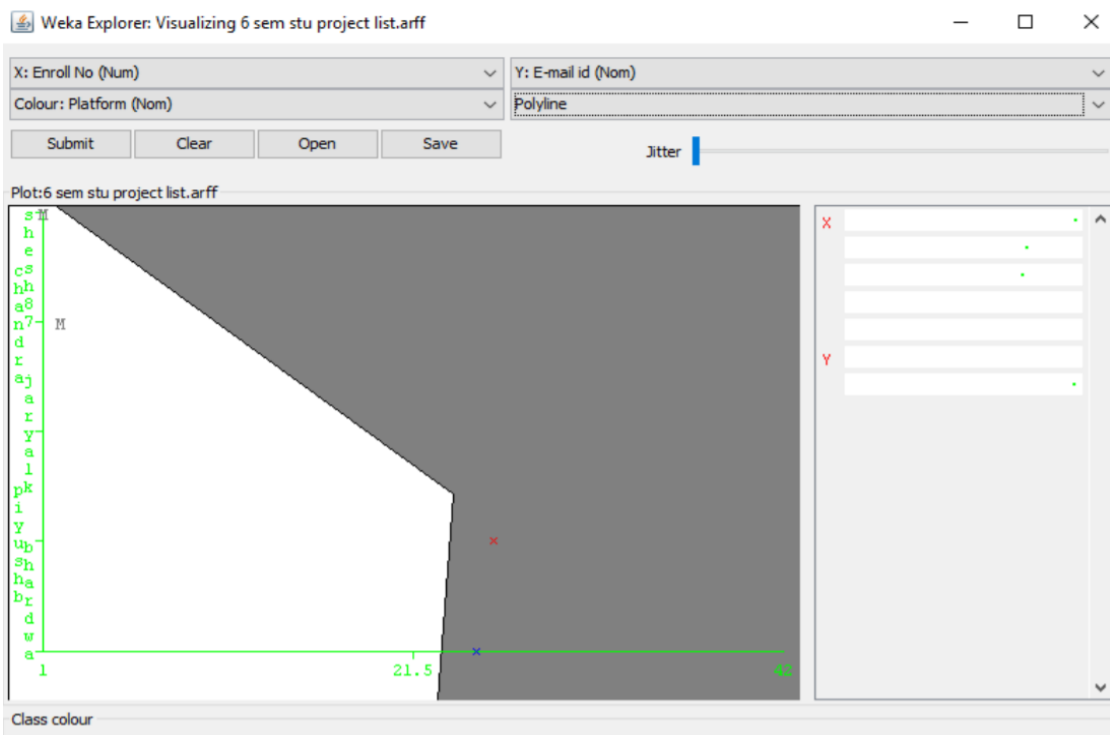 Weka Explorer: Visualizing 6 sem stu project list.arff
X: Enroll No (Num)
Y: E-mail id (Nom)
Colour: Platform (Nom)
Polyline
Submit
Clear
Open
Save
Jitter
Plot:6 sem stu project list.arff
X
Y
M
M
1
21.5
42
Class colour